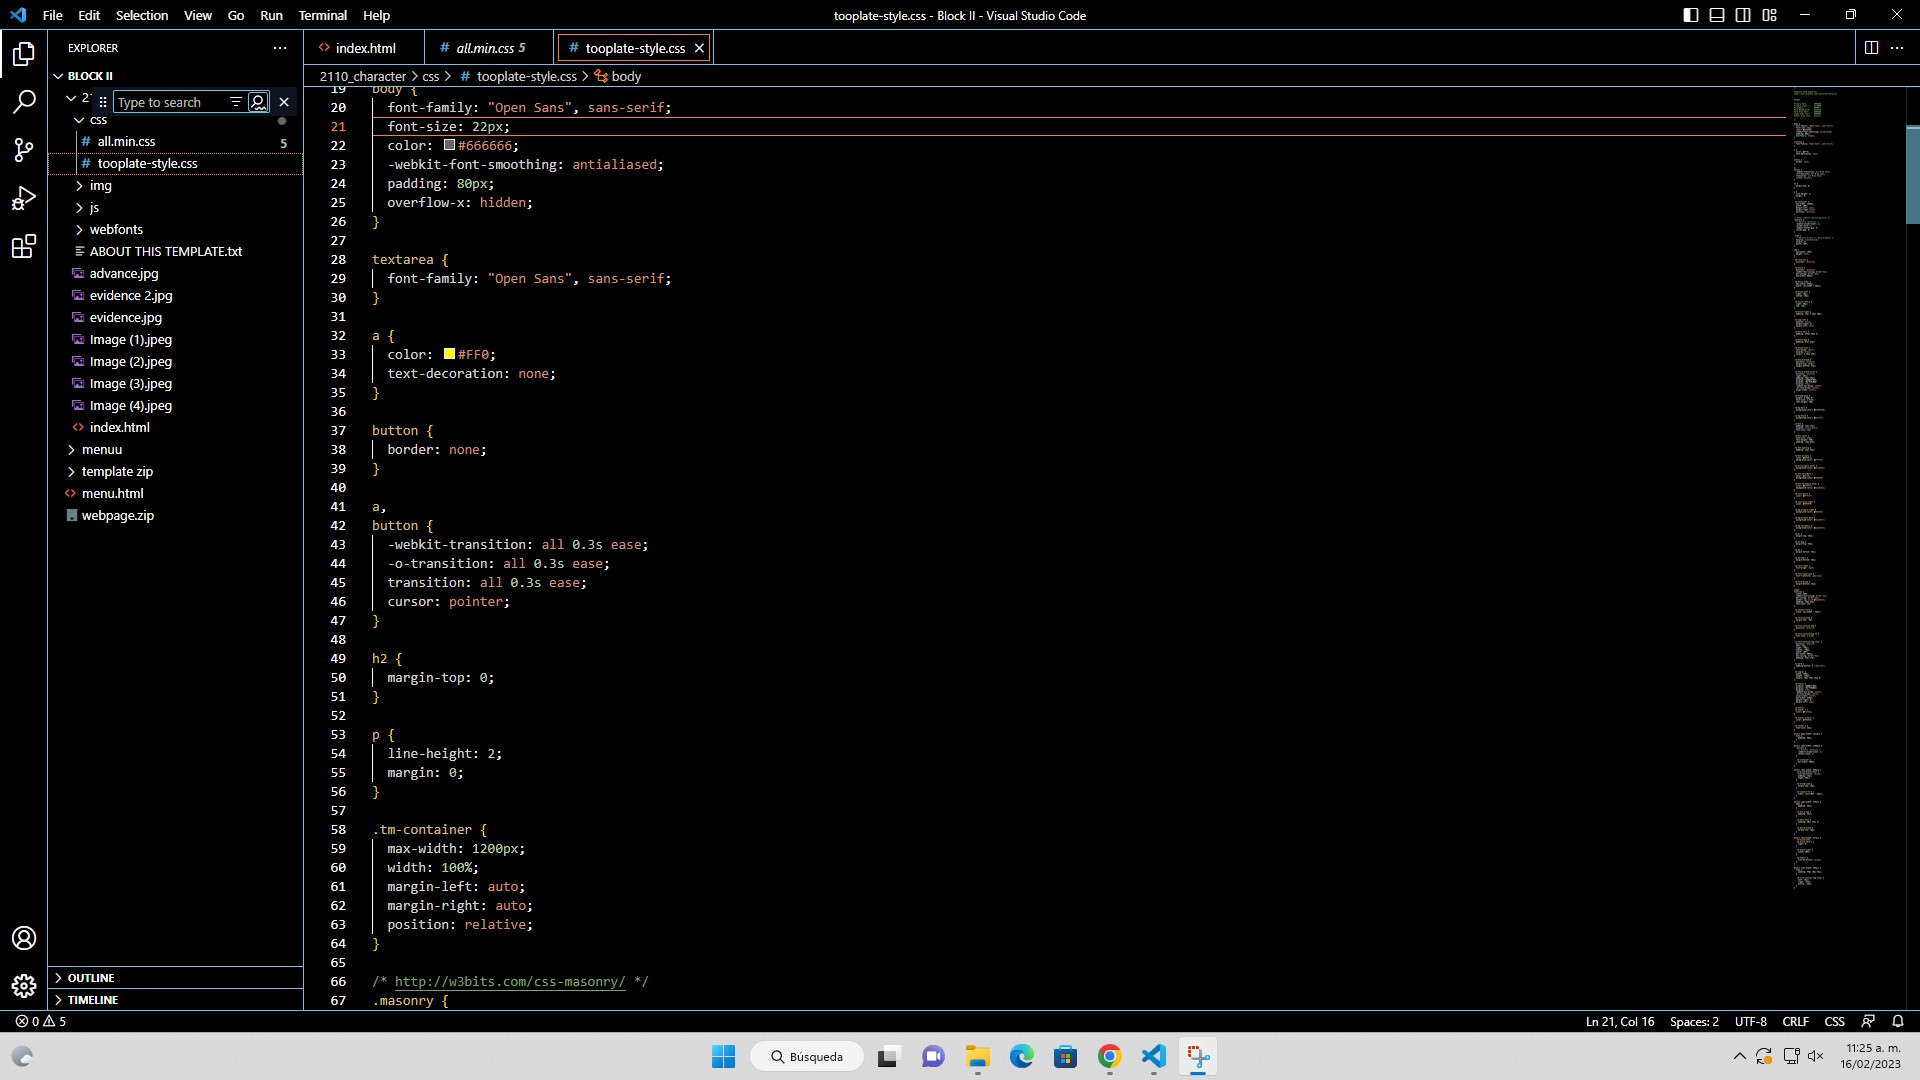 File Edit Selection View Go Run Terminal Help
tooplate-style.css - Block II - Visual Studio Code
EXPLORER
BLOCK II
Type to search
css
all.min.css 5
tooplate-style.css
img
js
webfonts
ABOUT THIS TEMPLATE.txt
advance.jpg
evidence 2.jpg
evidence.jpg
Image (1).jpeg
Image (2).jpeg
Image (3).jpeg
Image (4).jpeg
index.html
menuu
template zip
menu.html
webpage.zip
OUTLINE
TIMELINE
index.html
# all.min.css 5
# tooplate-style.css
2110_character > css > # tooplate-style.css > body
19 body {
20 font-family: "Open Sans", sans-serif;
21 font-size: 22px;
22 color: #666666;
23 -webkit-font-smoothing: antialiased;
24 padding: 80px;
25 overflow-x: hidden;
26 }
27
28 textarea {
29 font-family: "Open Sans", sans-serif;
30 }
31
32 a {
33 color: #FF0;
34 text-decoration: none;
35 }
36
37 button {
38 border: none;
39 }
40
41 a,
42 button {
43 -webkit-transition: all 0.3s ease;
44 -o-transition: all 0.3s ease;
45 transition: all 0.3s ease;
46 cursor: pointer;
47 }
48
49 h2 {
50 margin-top: 0;
51 }
52
53 p {
54 line-height: 2;
55 margin: 0;
56 }
57
58 .tm-container {
59 max-width: 1200px;
60 width: 100%;
61 margin-left: auto;
62 margin-right: auto;
63 position: relative;
64 }
65
66 /* http://w3bits.com/css-masonry/ */
67 .masonry {
0 5
Ln 21, Col 16 Spaces: 2 UTF-8 CRLF CSS
Búsqueda
11:25 a. m.
16/02/2023